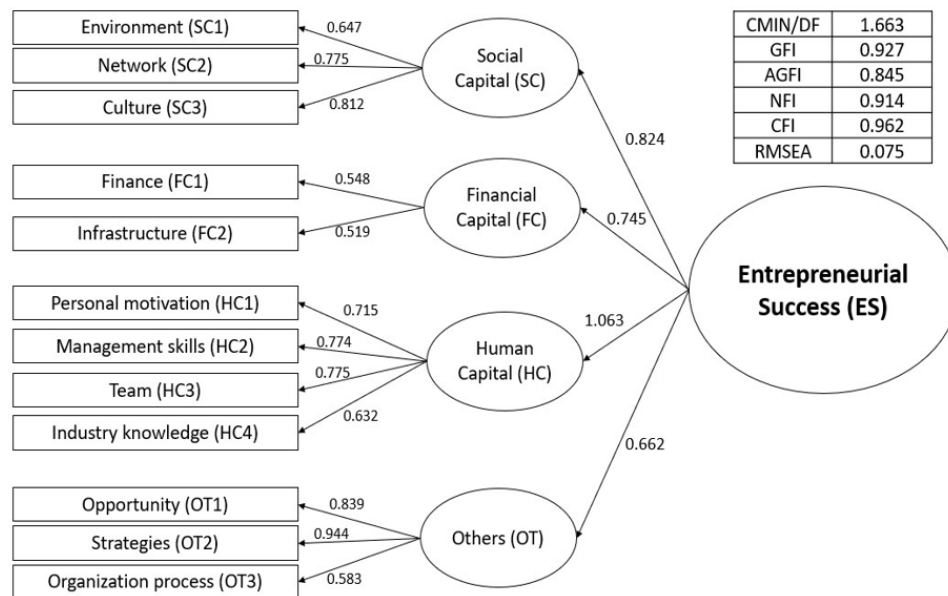 Environment (SC1)
Network (SC2)
Culture (SC3)
0.647
0.775
0.812
Social
Capital (SC)
CMIN/DF 1.663
GFI 0.927
AGFI 0.845
NFI 0.914
CFI 0.962
RMSEA 0.075
0.824
Finance (FC1)
Infrastructure (FC2)
0.548
0.519
Financial
Capital (FC)
0.745
Entrepreneurial
Success (ES)
Personal motivation (HC1)
Management skills (HC2)
Team (HC3)
Industry knowledge (HC4)
0.715
0.774
0.775
0.632
Human
Capital (HC)
1.063
0.662
Opportunity (OT1)
Strategies (OT2)
Organization process (OT3)
0.839
0.944
0.583
Others (OT)